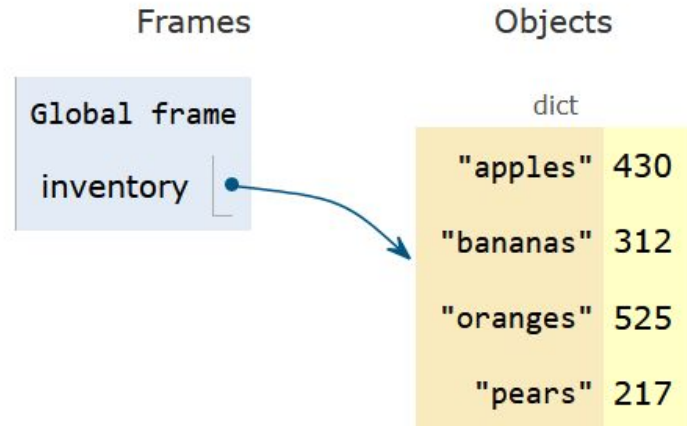 Frames
Objects
Global frame
inventory
dict
"apples" 430
"bananas" 312
"oranges" 525
"pears" 217